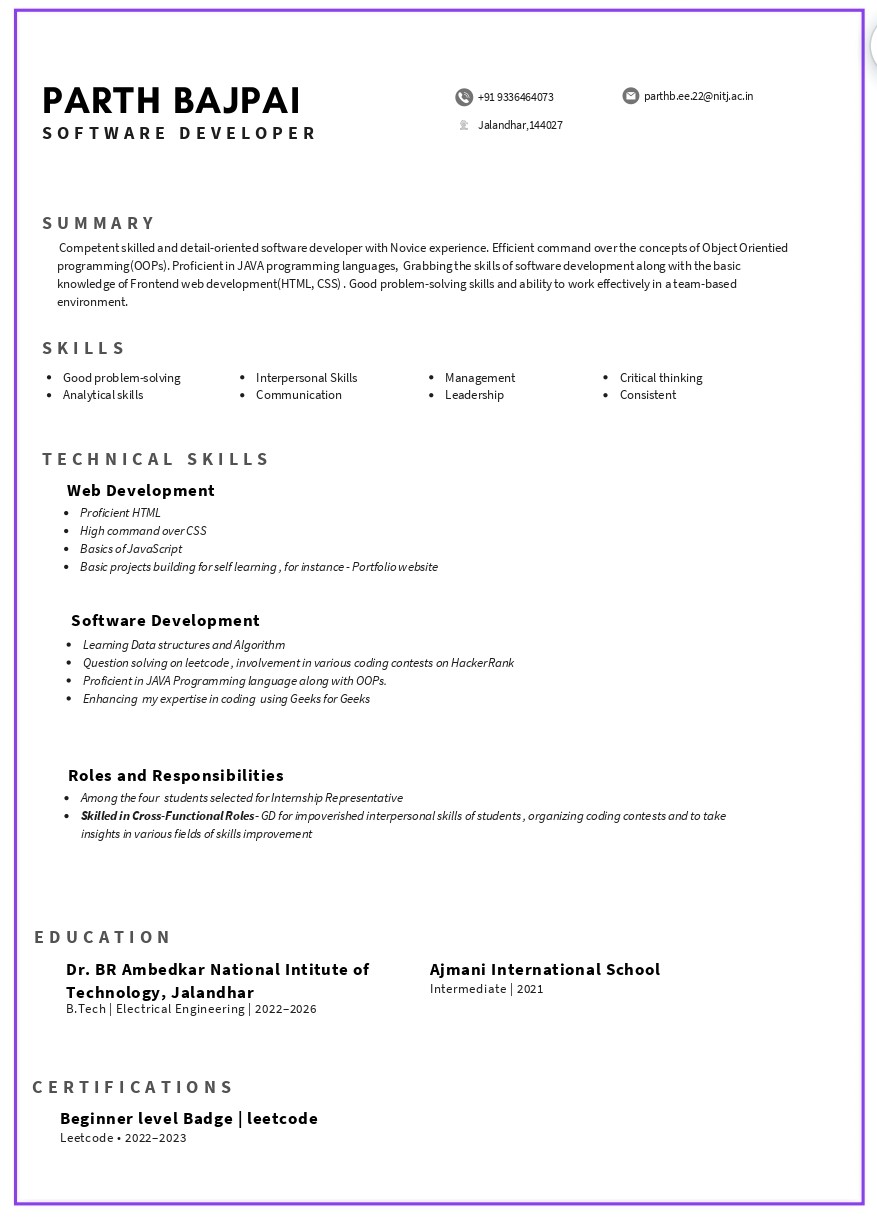 PARTH BAJPAI
SOFTWARE DEVELOPER
+91 9336464073
parthb.ee.22@nitj.ac.in
Jalandhar,144027
SUMMARY
Competent skilled and detail-oriented software developer with Novice experience. Efficient command over the concepts of Object Oriented
programming(OOPs). Proficient in JAVA programming languages, Grabbing the skills of software development along with the basic
knowledge of Frontend web development(HTML, CSS) . Good problem-solving skills and ability to work effectively in a team-based
environment.
SKILLS
• Good problem-solving
• Interpersonal Skills
• Management
• Critical thinking
• Analytical skills
• Communication
• Leadership
• Consistent
TECHNICAL SKILLS
Web Development
• Proficient HTML
• High command over CSS
• Basics of JavaScript
• Basic projects building for self learning , for instance - Portfolio website
Software Development
• Learning Data structures and Algorithm
• Question solving on leetcode , involvement in various coding contests on HackerRank
• Proficient in JAVA Programming language along with OOPs.
• Enhancing my expertise in coding using Geeks for Geeks
Roles and Responsibilities
• Among the four students selected for Internship Representative
• Skilled in Cross-Functional Roles- GD for impoverished interpersonal skills of students , organizing coding contests and to take
insights in various fields of skills improvement
EDUCATION
Dr. BR Ambedkar National Intitute of
Technology, Jalandhar
B.Tech | Electrical Engineering | 2022–2026
Ajmani International School
Intermediate | 2021
CERTIFICATIONS
Beginner level Badge | leetcode
Leetcode • 2022–2023